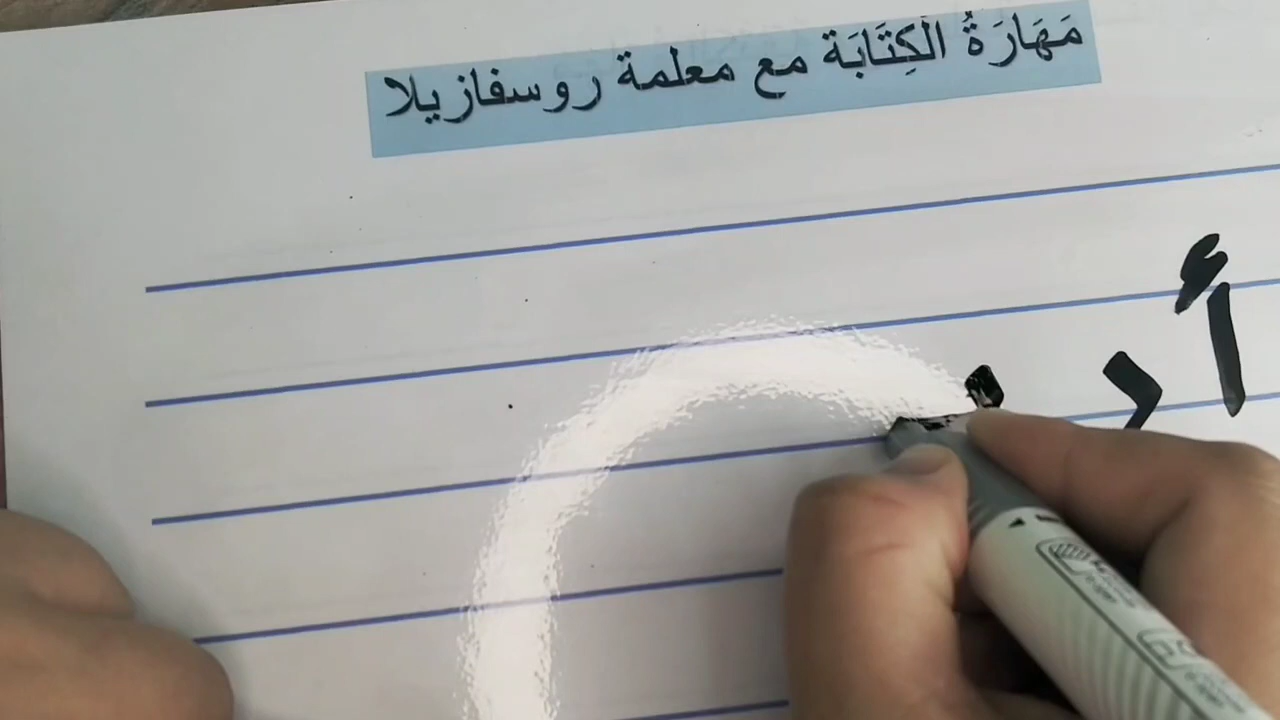 مَهَارَةُ الْكِتَابَة مع معلمة روسفازيلا
أ د